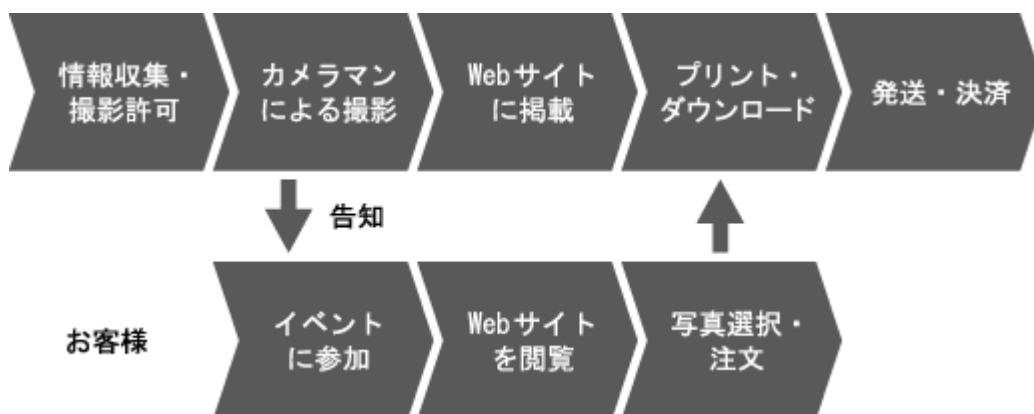 情報収集・
撮影許可
カメラマン
による撮影
Webサイト
に掲載
プリント・
ダウンロード
発送・決済
告知
お客様
イベント
に参加
Webサイト
を閲覧
写真選択・
注文